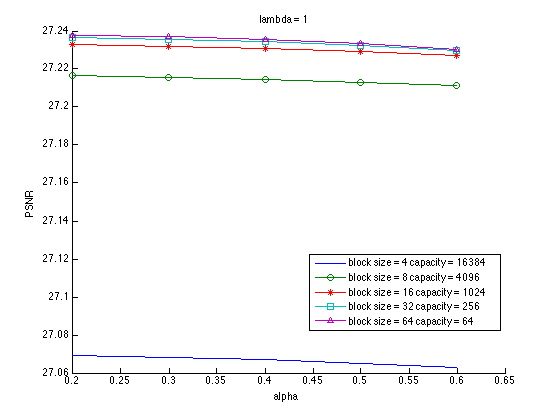 lambda = 1
27.24
27.22
27.2
27.18
27.16
27.14
27.12
27.1
27.08
27.06
PSNR
block size = 4 capacity = 16384
block size = 8 capacity = 4096
block size = 16 capacity = 1024
block size = 32 capacity = 256
block size = 64 capacity = 64
0.2 0.25 0.3 0.35 0.4 0.45 0.5 0.55 0.6 0.65
alpha